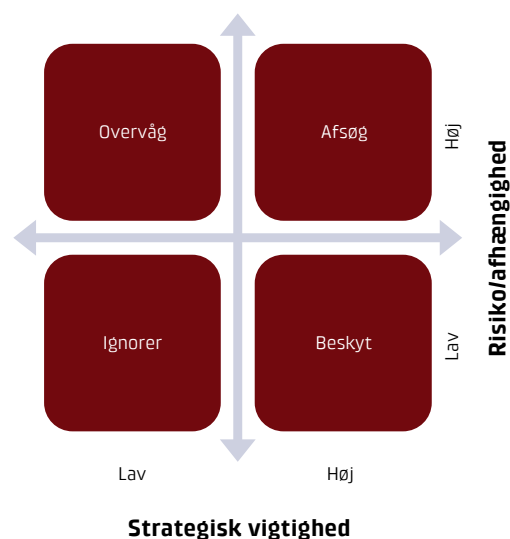 Overvåg
Afsøg
Høj
Risiko/afhængighed
Ignorer
Beskyt
Lav
Lav
Høj
Strategisk vigtighed